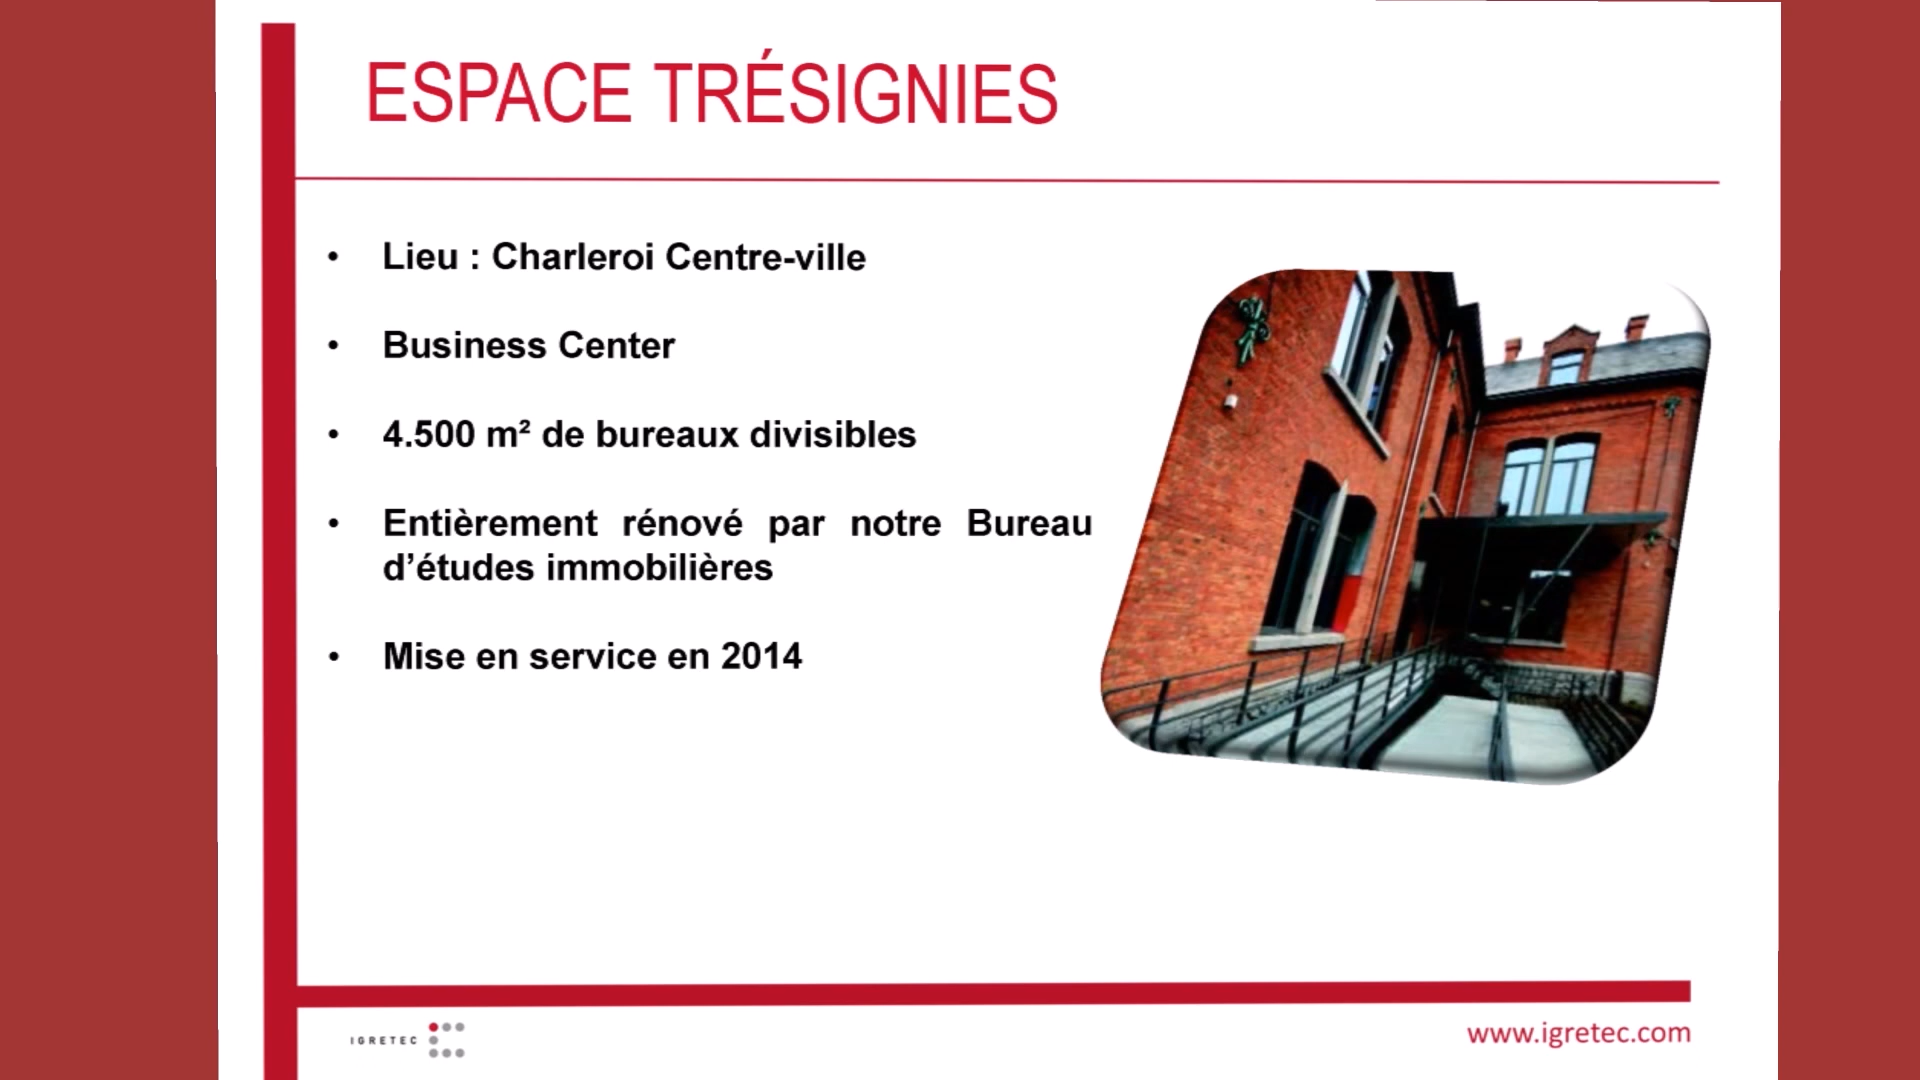 ESPACE TRÉSIGNIES
• Lieu : Charleroi Centre-ville
• Business Center
• 4.500 m² de bureaux divisibles
• Entièrement rénové par notre Bureau
d’études immobilières
• Mise en service en 2014
IGRETEC
www.igretec.com